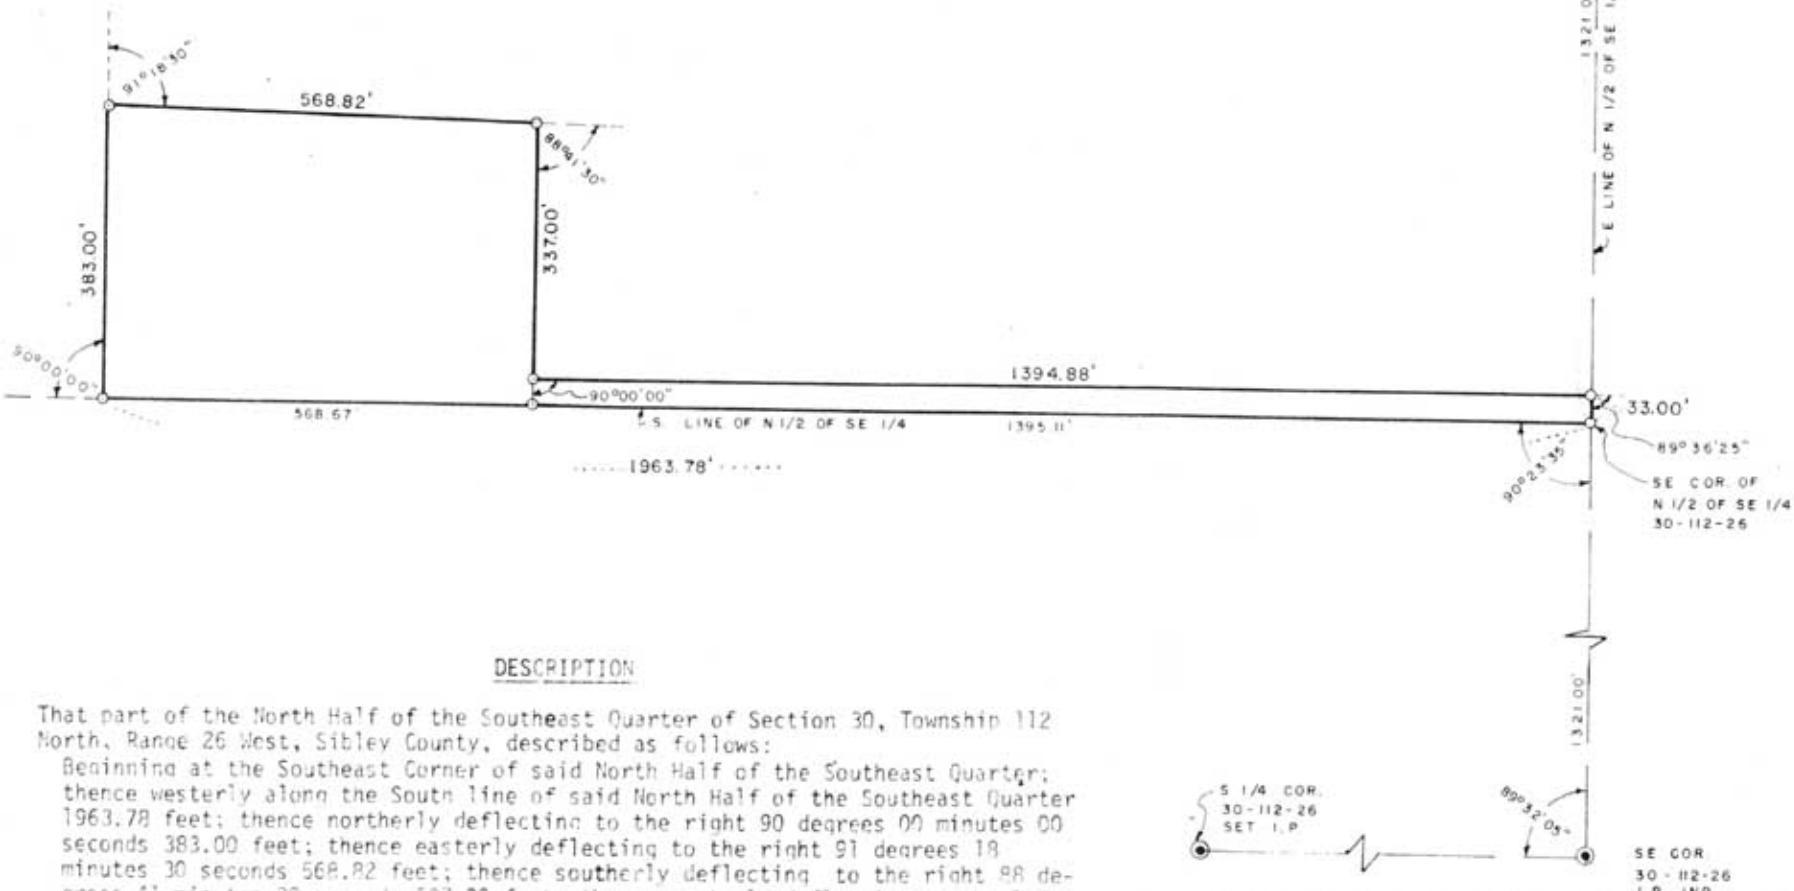 1321.0
E LINE OF N 1/2 OF SE 1/
91°18'30"
568.82'
88°41'30"
383.00'
337.00'
90°00'00"
1394.88'
90°00'00"
33.00'
568.67
S. LINE OF N 1/2 OF SE 1/4
1395.11'
89°36'25"
1963.78'
90°23'35"
SE COR. OF
N 1/2 OF SE 1/4
30-112-26
DESCRIPTION
1321.00'
That part of the North Half of the Southeast Quarter of Section 30, Township 112
North, Range 26 West, Sibley County, described as follows:
Beginning at the Southeast Corner of said North Half of the Southeast Quarter;
thence westerly along the South line of said North Half of the Southeast Quarter
1963.78 feet; thence northerly deflecting to the right 90 degrees 00 minutes 00
seconds 383.00 feet; thence easterly deflecting to the right 91 degrees 18
minutes 30 seconds 568.82 feet; thence southerly deflecting to the right 88 de-
S 1/4 COR.
30-112-26
SET I.P
89°32'05"
SE COR
30-112-26